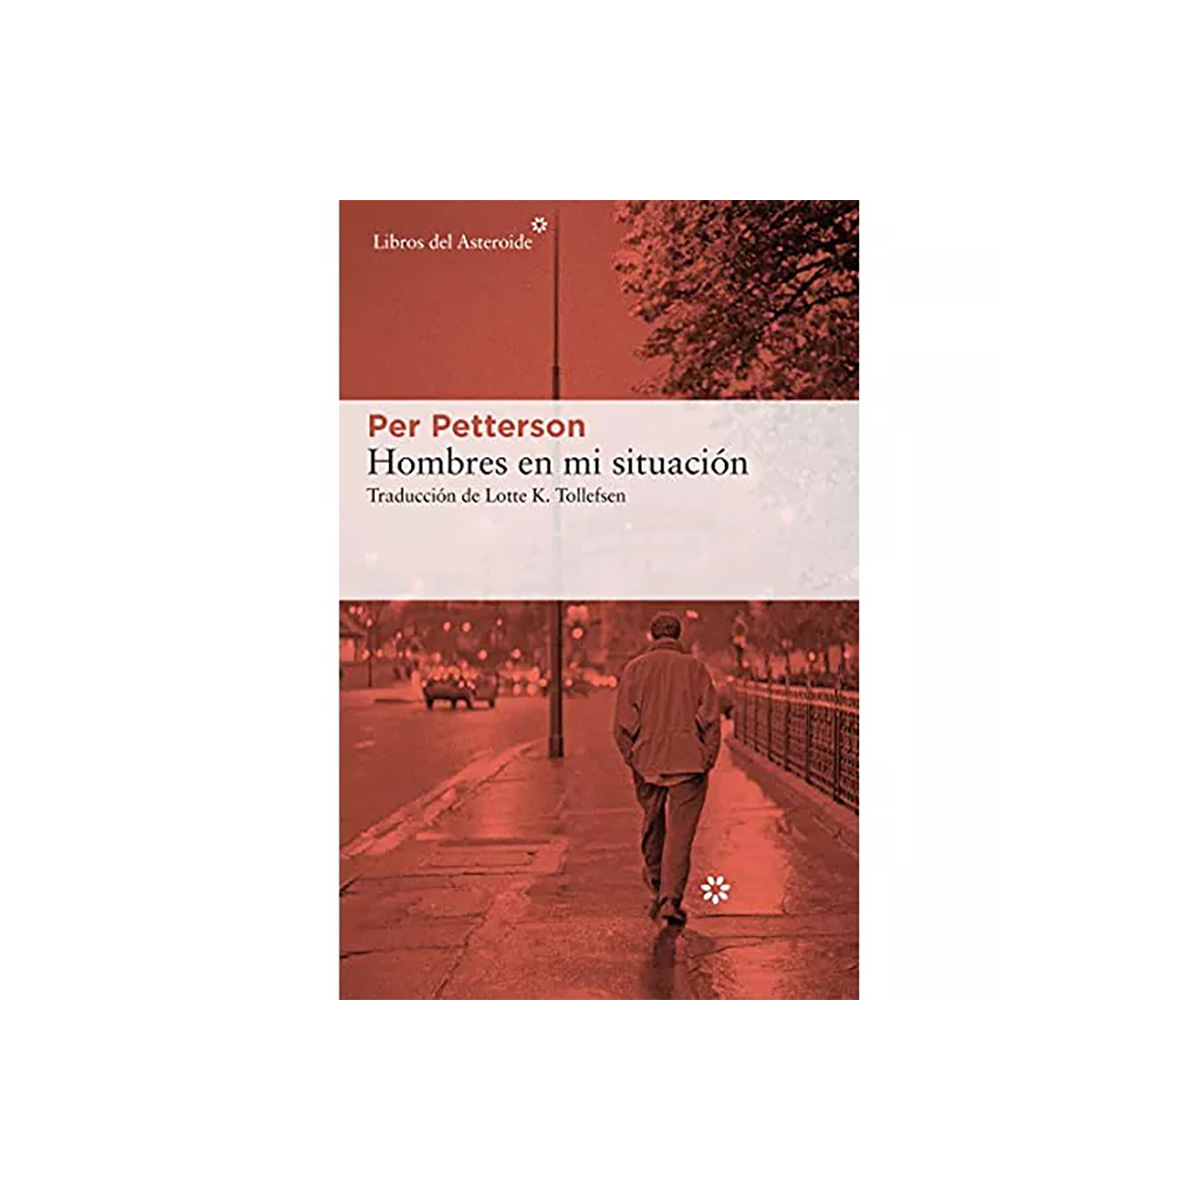 Libros del Asteroide
Per Petterson
Hombres en mi situación
Traducción de Lotte K. Tollefsen